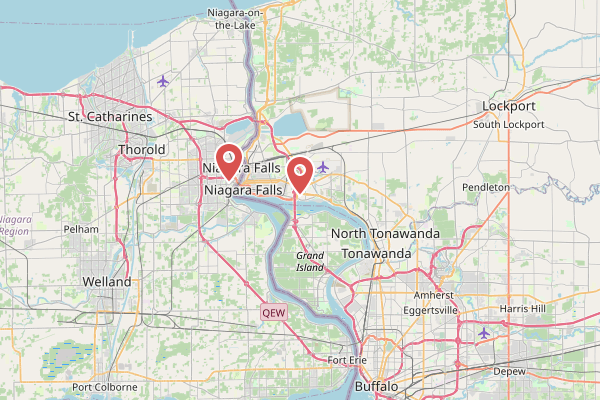 Niagara-on-
the-Lake
St. Catharines
Lockport
South Lockport
Thorold
Niagara Falls
Niagara Falls
Pendleton
Niagara
Region
Pelham
North Tonawanda
Tonawanda
Grand
Island
Welland
Amherst
Eggertsville
Harris Hill
QEW
Fort Erie
Depew
Port Colborne
Buffalo